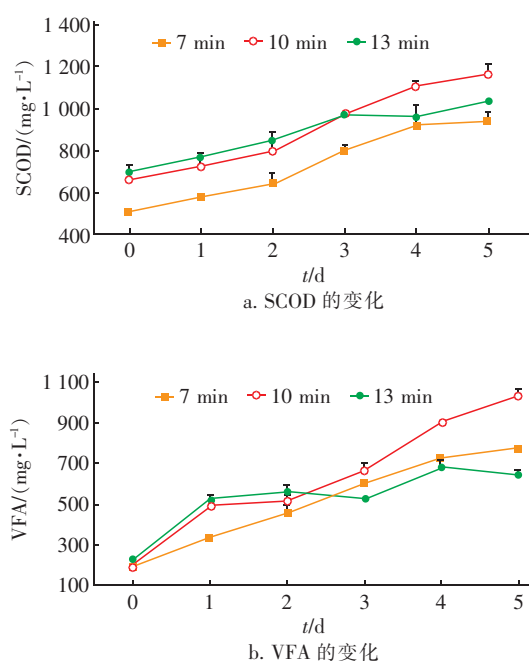 1 400
7 min 10 min 13 min
1 200
1 000
800
600
400
SCOD/(mg·L⁻¹)
0 1 2 3 4 5
t/d
a. SCOD 的变化
1 100
7 min 10 min 13 min
900
700
500
300
100
VFA/(mg·L⁻¹)
0 1 2 3 4 5
t/d
b. VFA 的变化